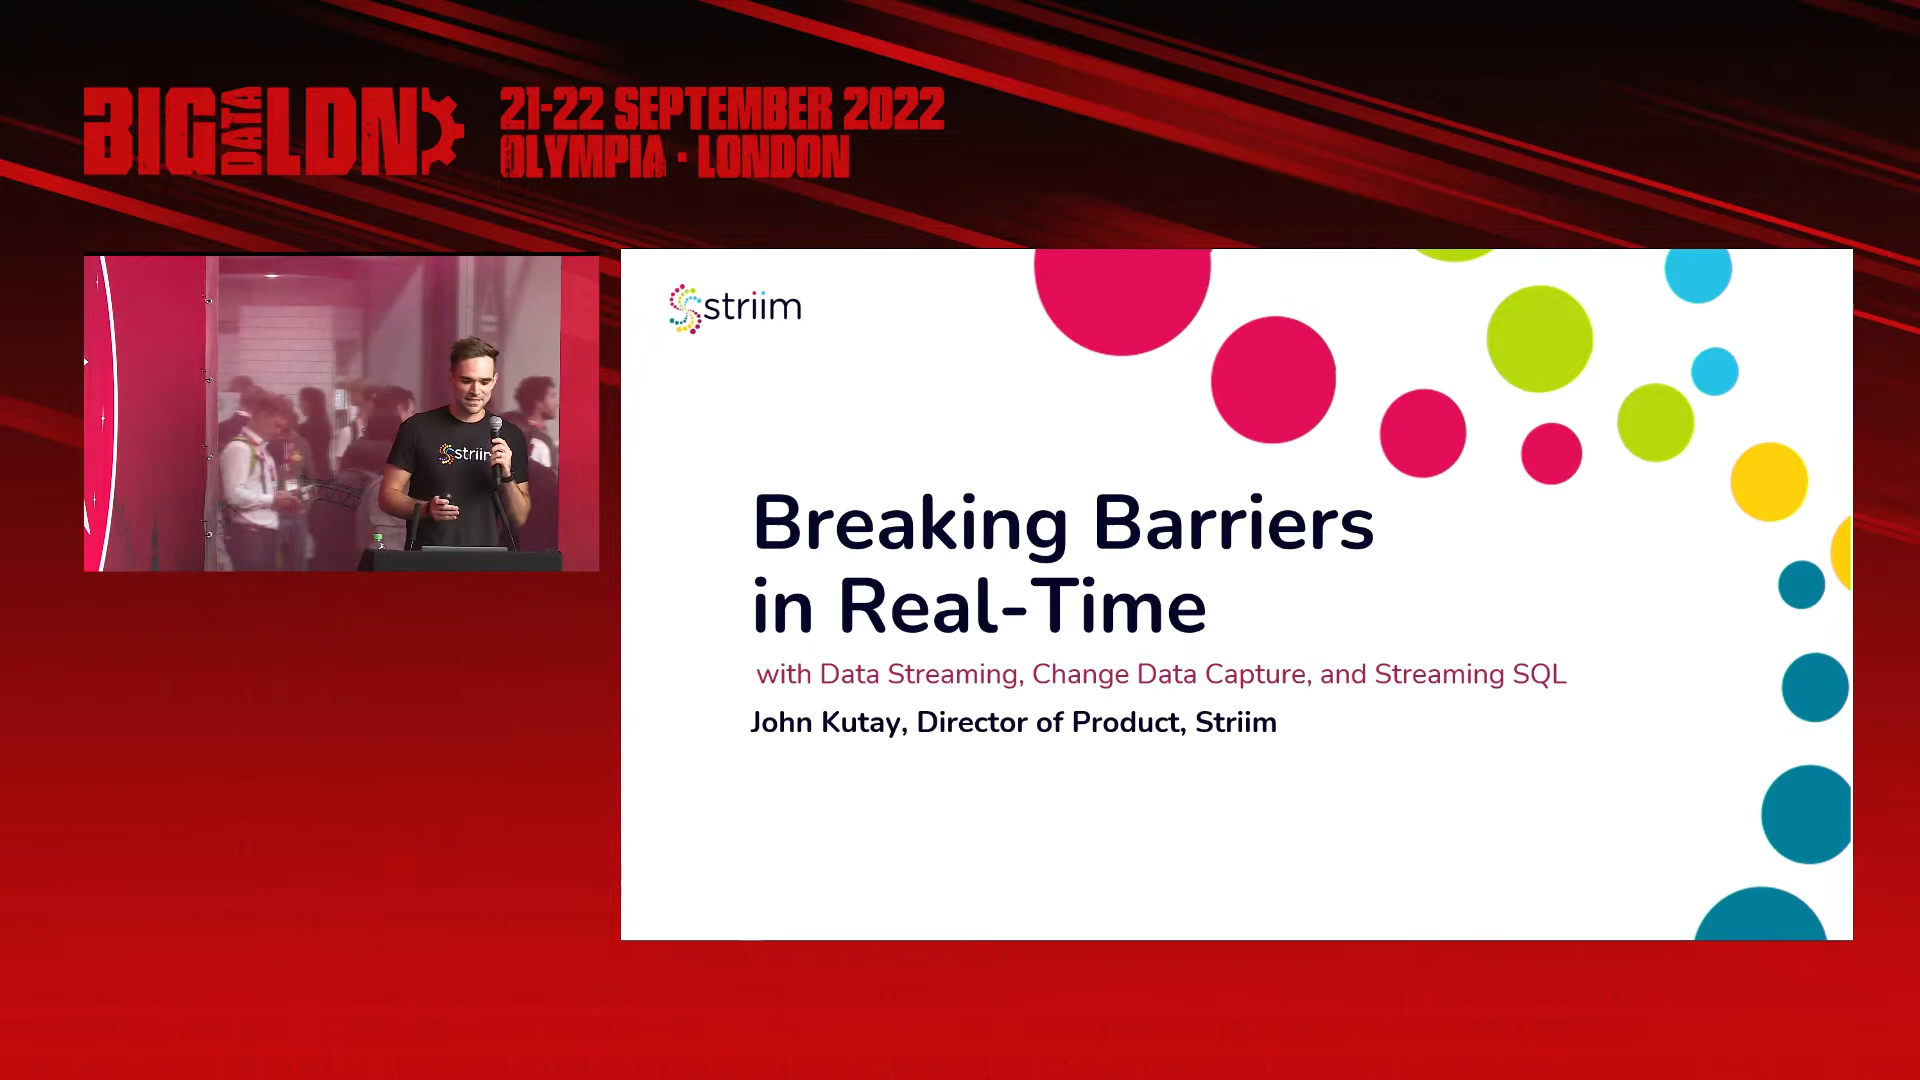 BIG DATA LDN
21-22 SEPTEMBER 2022
OLYMPIA · LONDON
striim
striim
Breaking Barriers
in Real-Time
with Data Streaming, Change Data Capture, and Streaming SQL
John Kutay, Director of Product, Striim